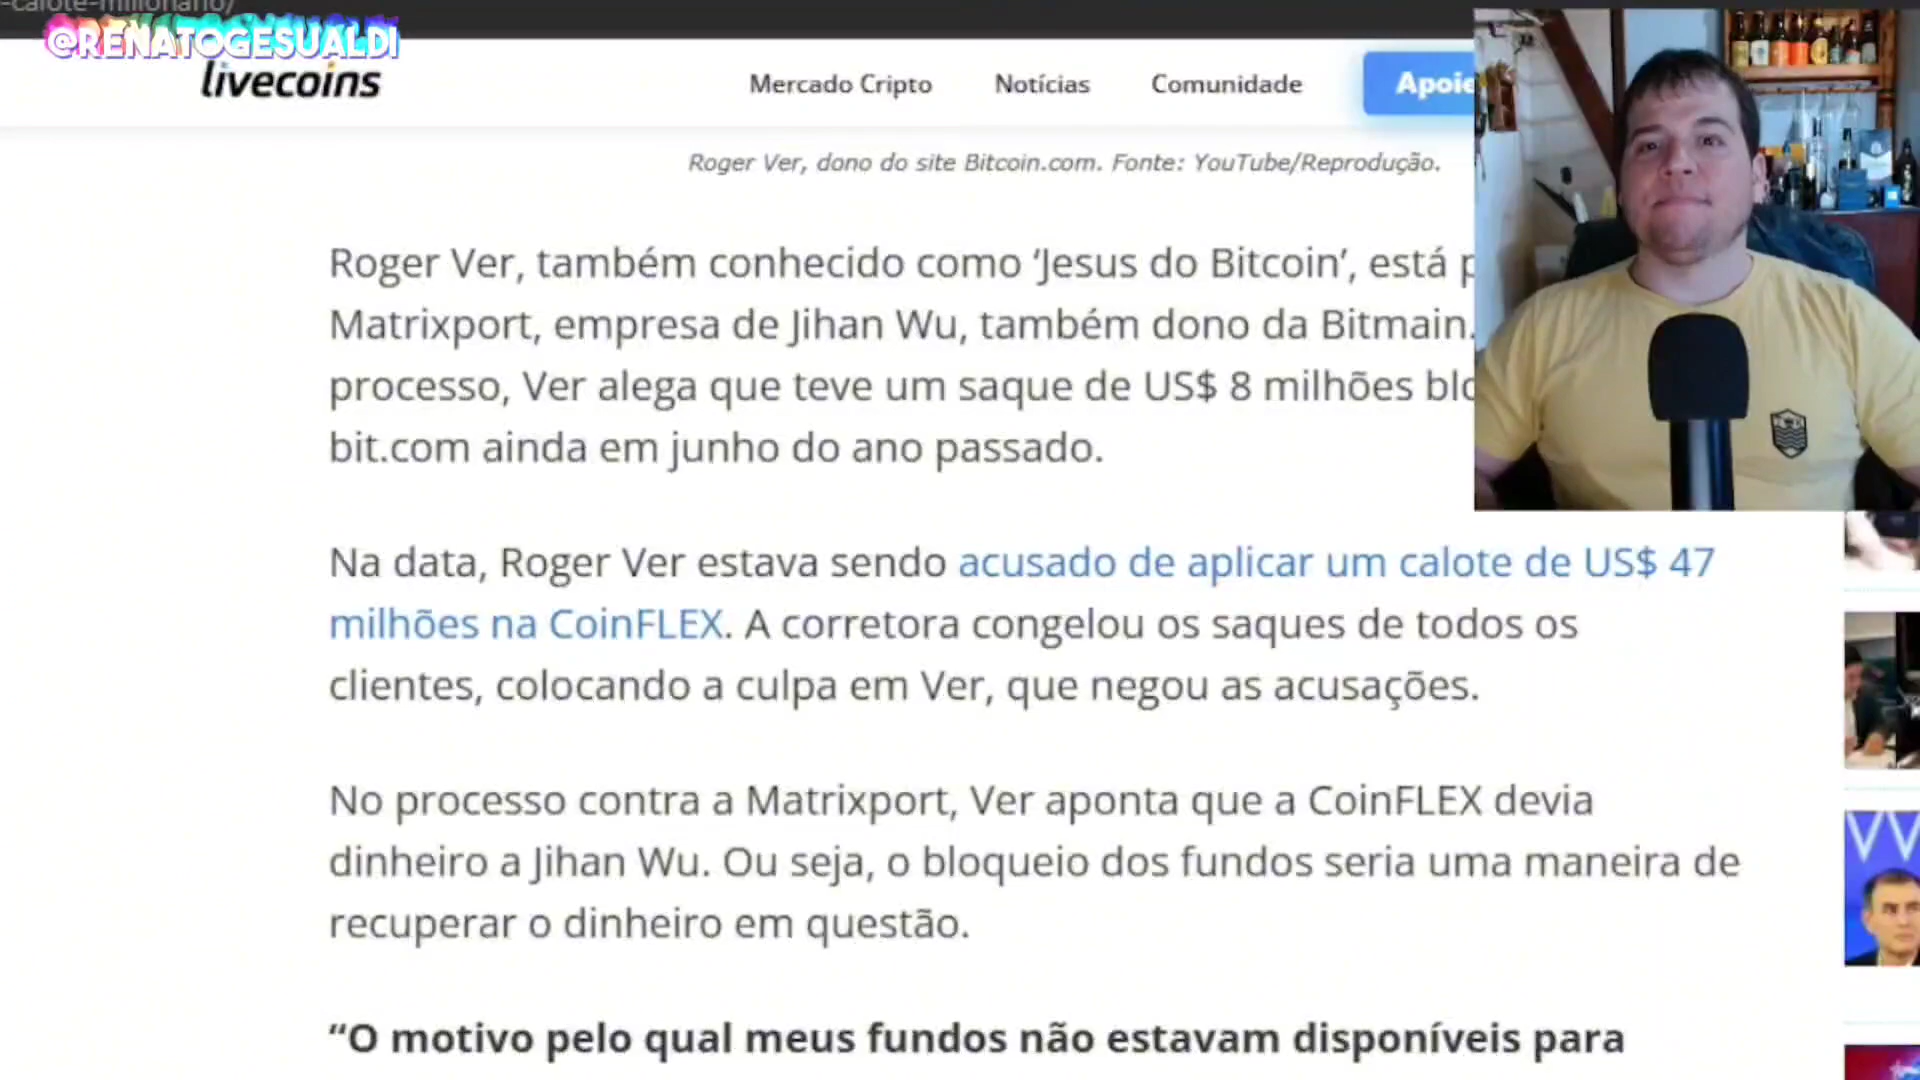 -calote-milionario/
@RENATOGESUALDI
livecoins
Mercado Cripto Notícias Comunidade Apoie
Roger Ver, dono do site Bitcoin.com. Fonte: YouTube/Reprodução.
Roger Ver, também conhecido como ‘Jesus do Bitcoin’, está
Matrixport, empresa de Jihan Wu, também dono da Bitmain.
processo, Ver alega que teve um saque de US$ 8 milhões
bit.com ainda em junho do ano passado.
Na data, Roger Ver estava sendo acusado de aplicar um calote de US$ 47
milhões na CoinFLEX. A corretora congelou os saques de todos os
clientes, colocando a culpa em Ver, que negou as acusações.
No processo contra a Matrixport, Ver aponta que a CoinFLEX devia
dinheiro a Jihan Wu. Ou seja, o bloqueio dos fundos seria uma maneira de
recuperar o dinheiro em questão.
“O motivo pelo qual meus fundos não estavam disponíveis para